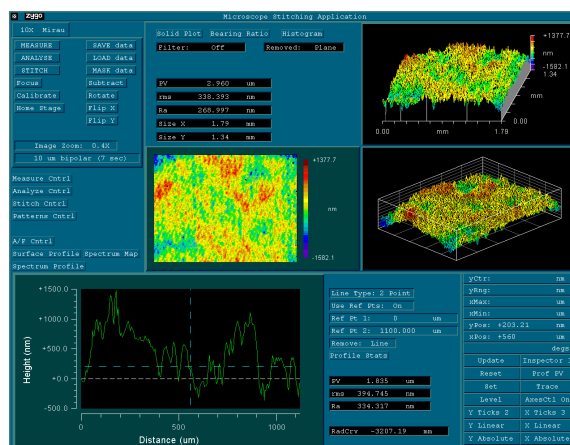 zygo Microscope Stitching Application
10X Mirau
MEASURE SAVE data
ANALYSE LOAD data
STITCH MASK data
Focus Subtract
Calibrate Rotate
Home Stage Flip X
Flip Y
Image Zoom: 0.4X
10 um bipolar (7 sec)
Measure Cntrl
Analyze Cntrl
Stitch Cntrl
Patterns Cntrl
A/F Cntrl
Surface Profile Spectrum Map
Spectrum Profile
Solid Plot Bearing Ratio Histogram
Filter: Off Removed: Plane
PV 2.960 um
rms 338.393 nm
Ra 268.997 nm
Size X 1.79 mm
Size Y 1.34 mm
+1377.7
nm
-1582.1
1.34
mm
0.00
0.00 mm 1.79
+1377.7
nm
-1582.1
+1500.0
+1000.0
+500.0
+0.0
-500.0
Height (nm)
0 500 1000
Distance (um)
Line Type: 2 Point
Use Ref Pts: On
Ref Pt 1: 0 um
Ref Pt 2: 1100.000 um
Remove: Line
Profile Stats
PV 1.835 um
rms 394.745 nm
Ra 334.317 nm
RadCrv -3207.19 mm
yCtr: nm
yRng: nm
xMax: um
xMin: um
yPos: +203.21 nm
xPos: +560 um
degs
Update Inspector
Reset Prof PV
Set Trace
Level AxesCtl On
Y Ticks 2 X Ticks 3
Y Linear X Linear
Y Absolute X Absolute